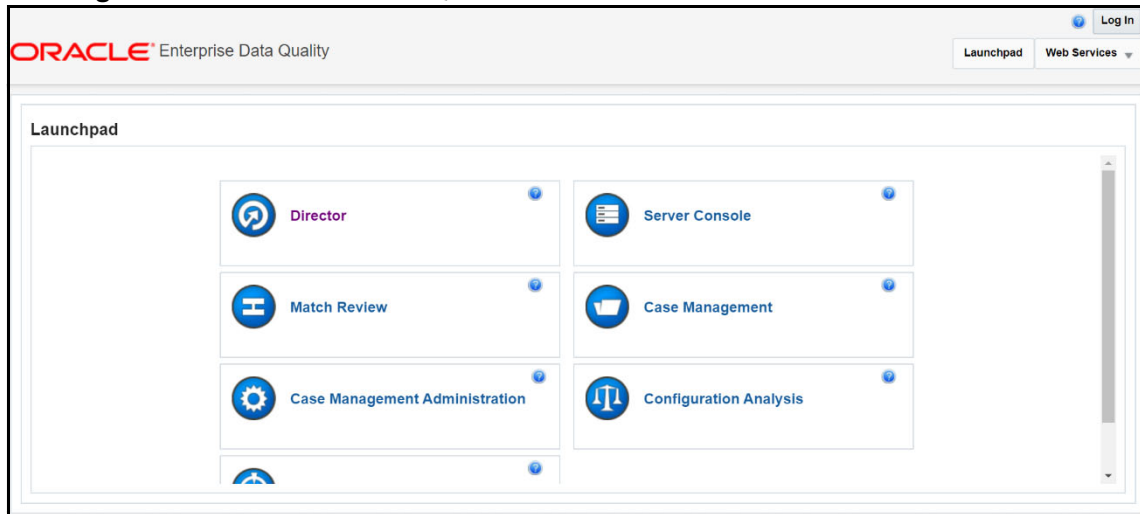 Log In
ORACLE Enterprise Data Quality
Launchpad Web Services
Launchpad
Director
Server Console
Match Review
Case Management
Case Management Administration
Configuration Analysis